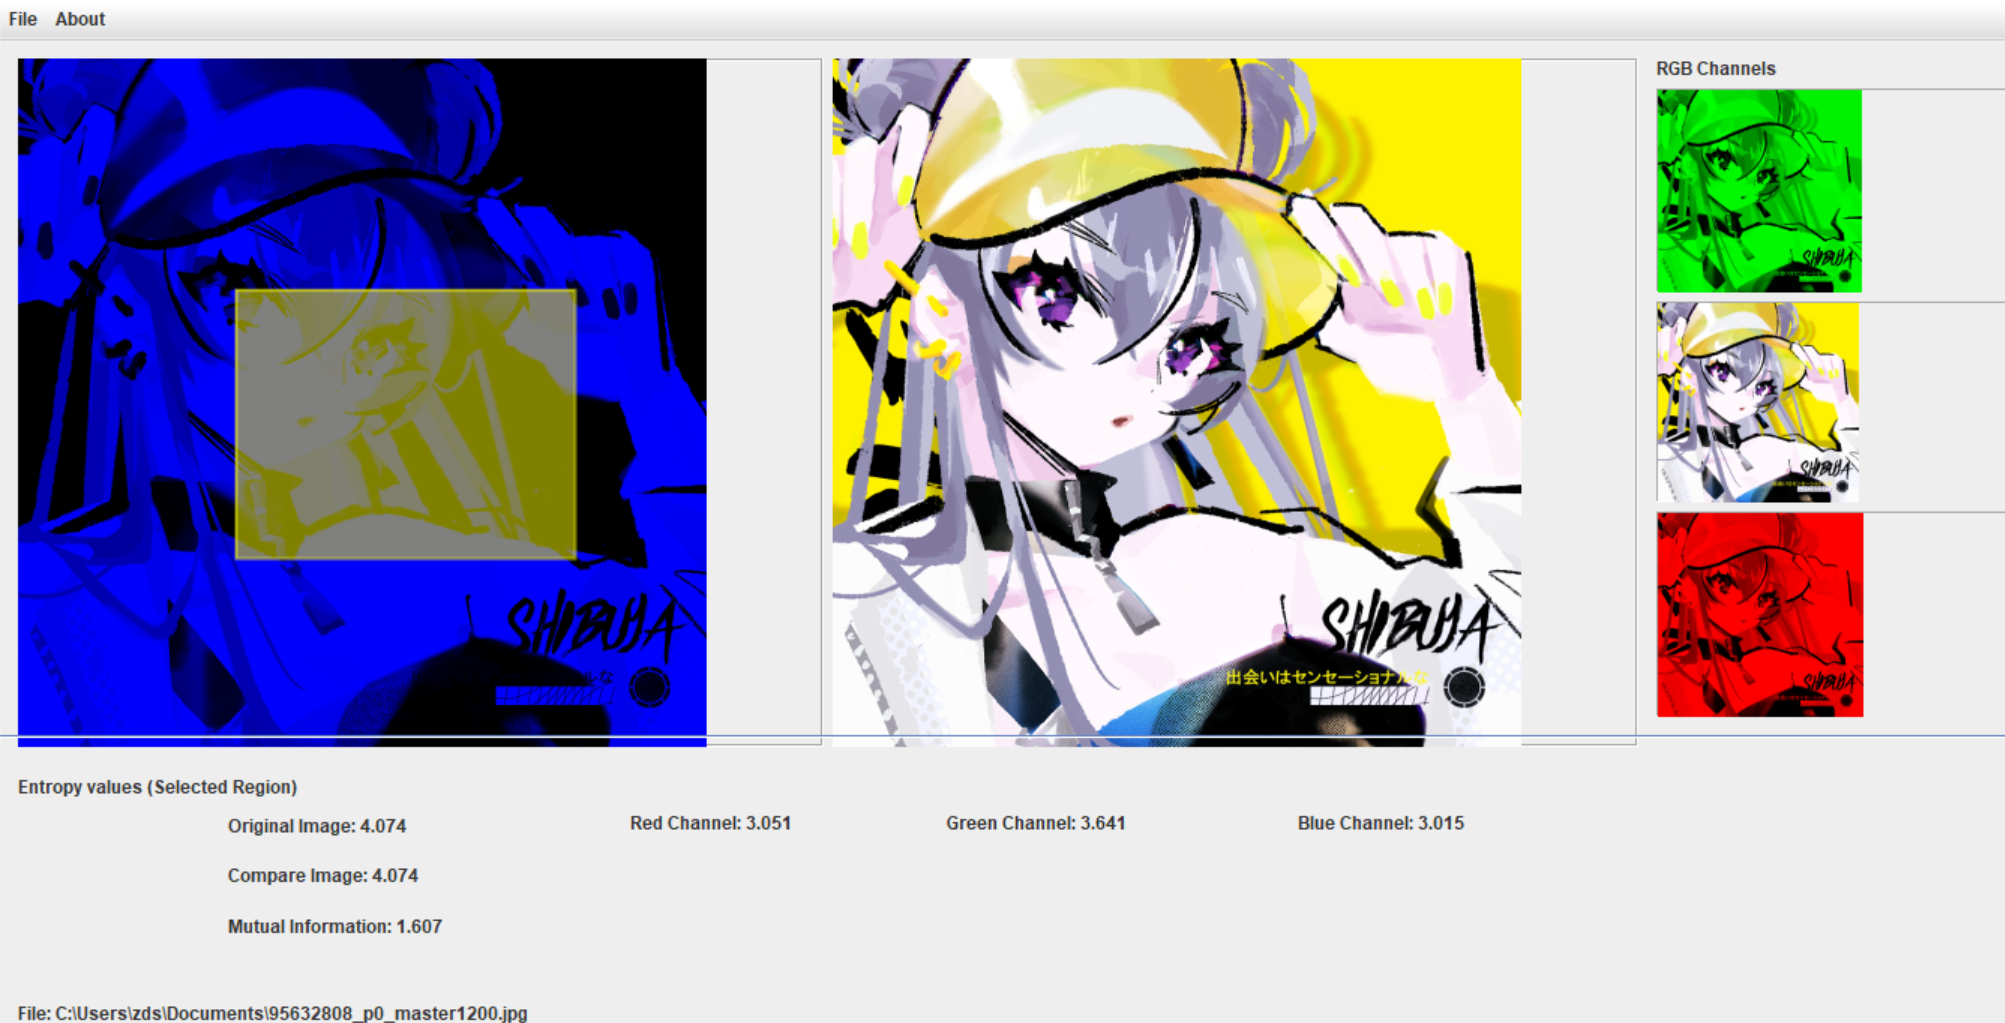 File About
RGB Channels
SHIBUYA
ルな
SHIBUYA
出会いはセンセーショナルな
SHIBUYA
SHIBUYA
SHIBUYA
Entropy values (Selected Region)
Original Image: 4.074 Red Channel: 3.051 Green Channel: 3.641 Blue Channel: 3.015
Compare Image: 4.074
Mutual Information: 1.607
File: C:\Users\zds\Documents\95632808_p0_master1200.jpg